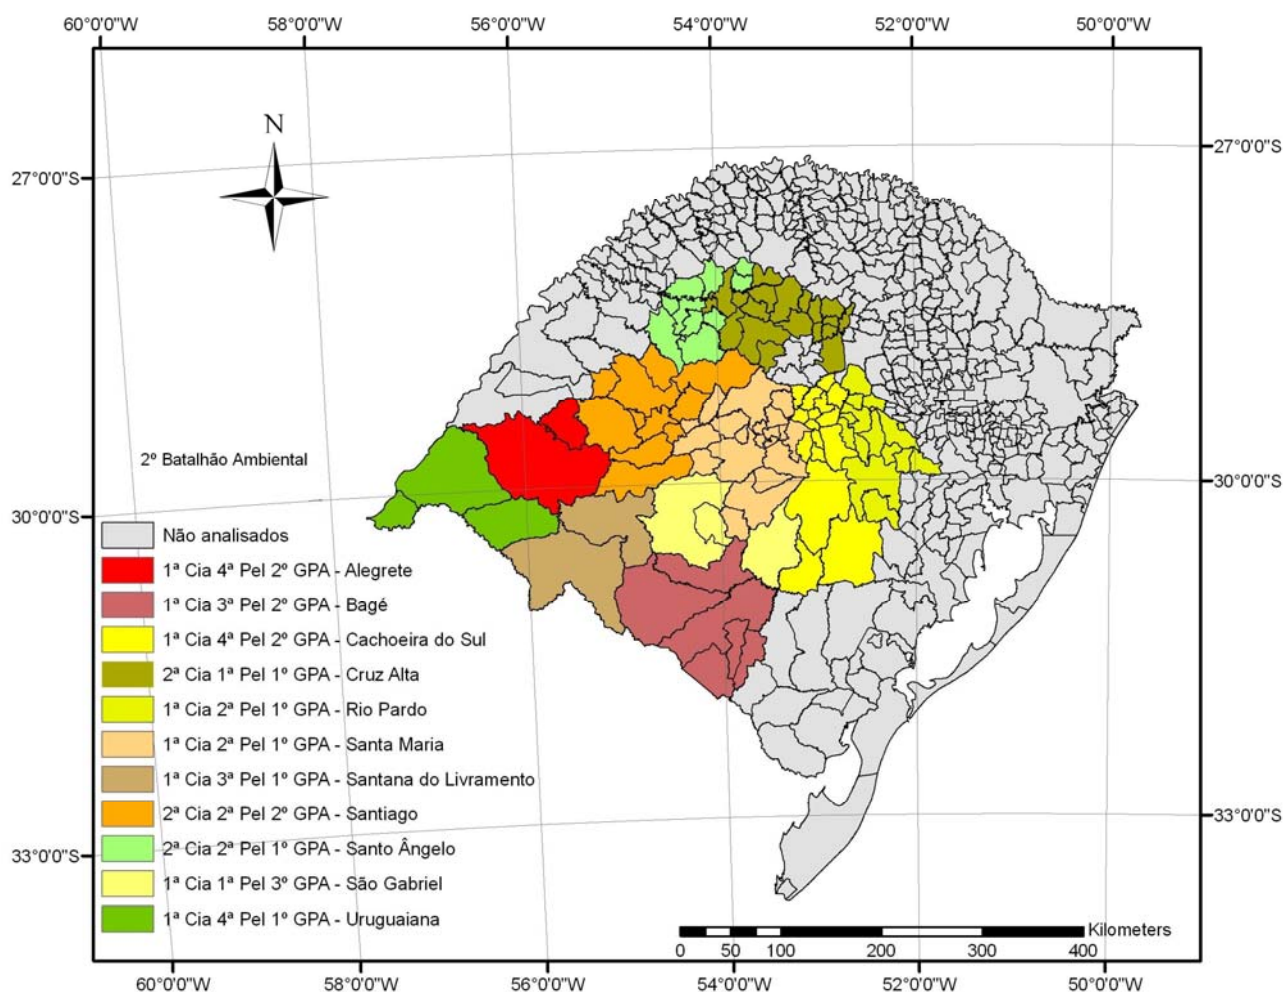 60°0'0"W 58°0'0"W 56°0'0"W 54°0'0"W 52°0'0"W 50°0'0"W
N
27°0'0"S
27°0'0"S
2º Batalhão Ambiental
30°0'0"S
30°0'0"S
Não analisados
1ª Cia 4ª Pel 2º GPA - Alegrete
1ª Cia 3ª Pel 2º GPA - Bagé
1ª Cia 4ª Pel 2º GPA - Cachoeira do Sul
2ª Cia 1ª Pel 1º GPA - Cruz Alta
1ª Cia 2ª Pel 1º GPA - Rio Pardo
1ª Cia 2ª Pel 1º GPA - Santa Maria
1ª Cia 3ª Pel 1º GPA - Santana do Livramento
2ª Cia 2ª Pel 2º GPA - Santiago
2ª Cia 2ª Pel 1º GPA - Santo Ângelo
1ª Cia 1ª Pel 3º GPA - São Gabriel
1ª Cia 4ª Pel 1º GPA - Uruguaiana
33°0'0"S
33°0'0"S
Kilometers
0 50 100 200 300 400
60°0'0"W 58°0'0"W 56°0'0"W 54°0'0"W 52°0'0"W 50°0'0"W